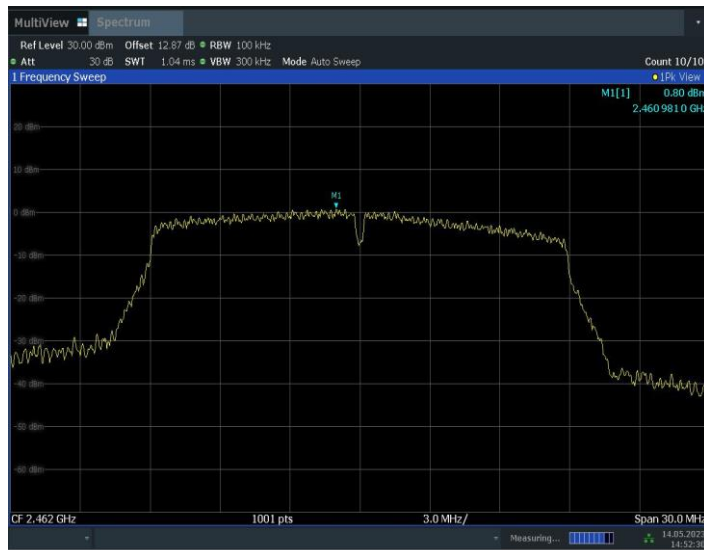 MultiView Spectrum
Ref Level 30.00 dBm Offset 12.87 dB RBW 100 kHz
Att 30 dB SWT 1.04 ms VBW 300 kHz Mode Auto Sweep Count 10/10
1 Frequency Sweep 1Pk View
M1[1] 0.80 dBm
2.460 981 0 GHz
20 dBm
10 dBm
M1
0 dBm
-10 dBm
-20 dBm
-30 dBm
-40 dBm
-50 dBm
-60 dBm
CF 2.462 GHz 1001 pts 3.0 MHz/ Span 30.0 MHz
Measuring... 14.05.2023
14:52:36